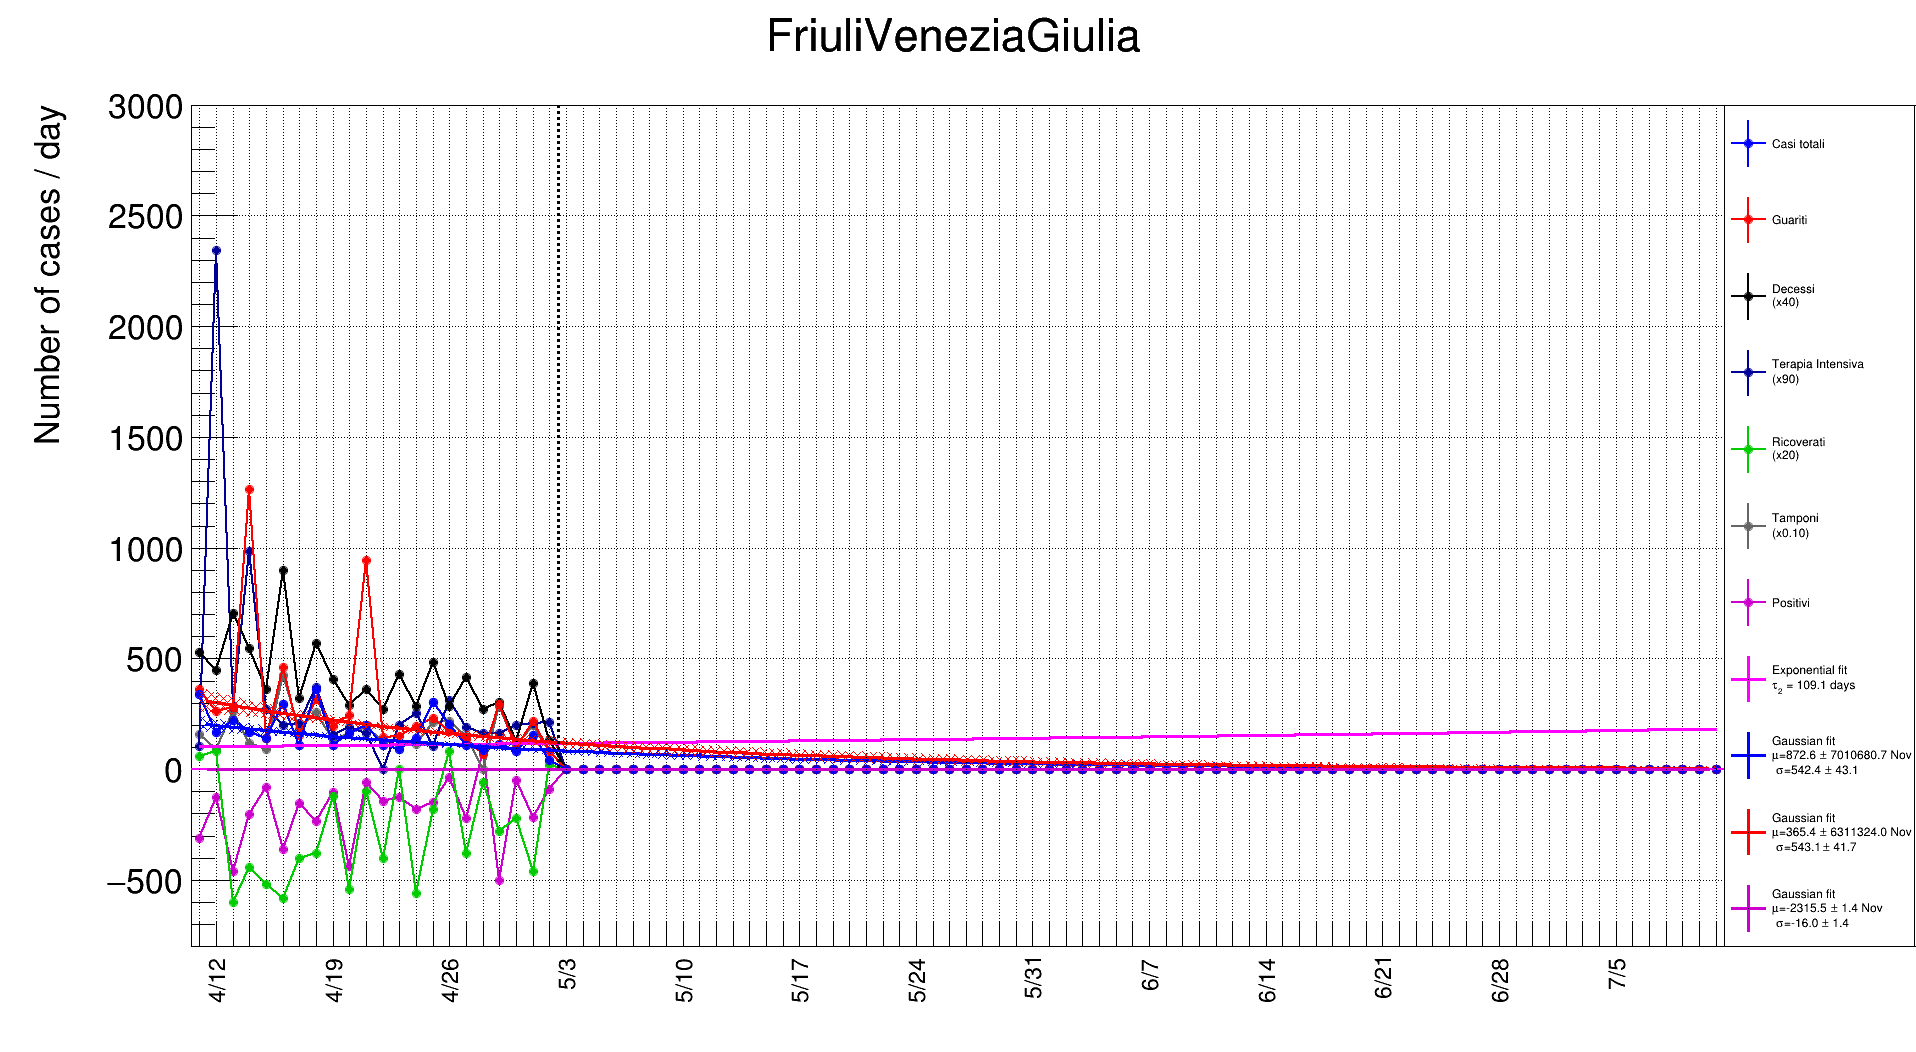 FriuliVeneziaGiulia
Number of cases / day
3000
2500
2000
1500
1000
500
0
−500
4/12
4/19
4/26
5/3
5/10
5/17
5/24
5/31
6/7
6/14
6/21
6/28
7/5
Casi totali
Guariti
Decessi
(x40)
Terapia Intensiva
(x90)
Ricoverati
(x20)
Tamponi
(x0.10)
Positivi
Exponential fit
τ2 = 109.1 days
Gaussian fit
μ=872.6 ± 7010680.7 Nov
σ=542.4 ± 43.1
Gaussian fit
μ=365.4 ± 6311324.0 Nov
σ=543.1 ± 41.7
Gaussian fit
μ=-2315.5 ± 1.4 Nov
σ=-16.0 ± 1.4